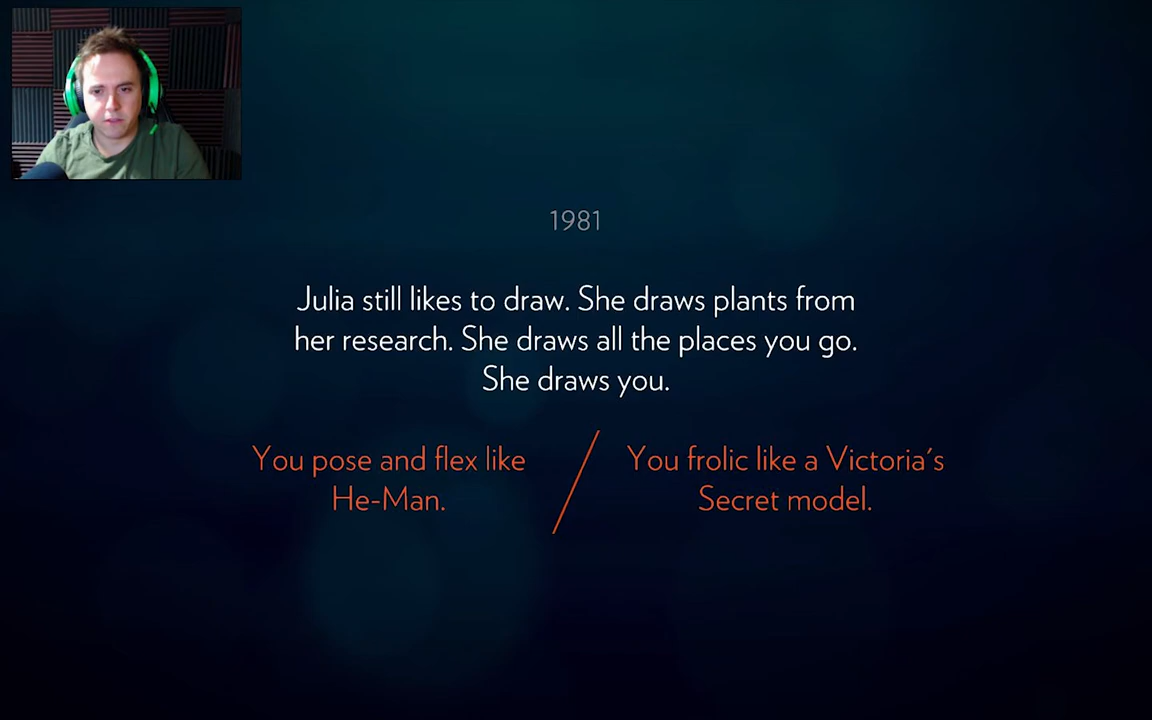 1981
Julia still likes to draw. She draws plants from
her research. She draws all the places you go.
She draws you.
You pose and flex like
He-Man.
You frolic like a Victoria's
Secret model.